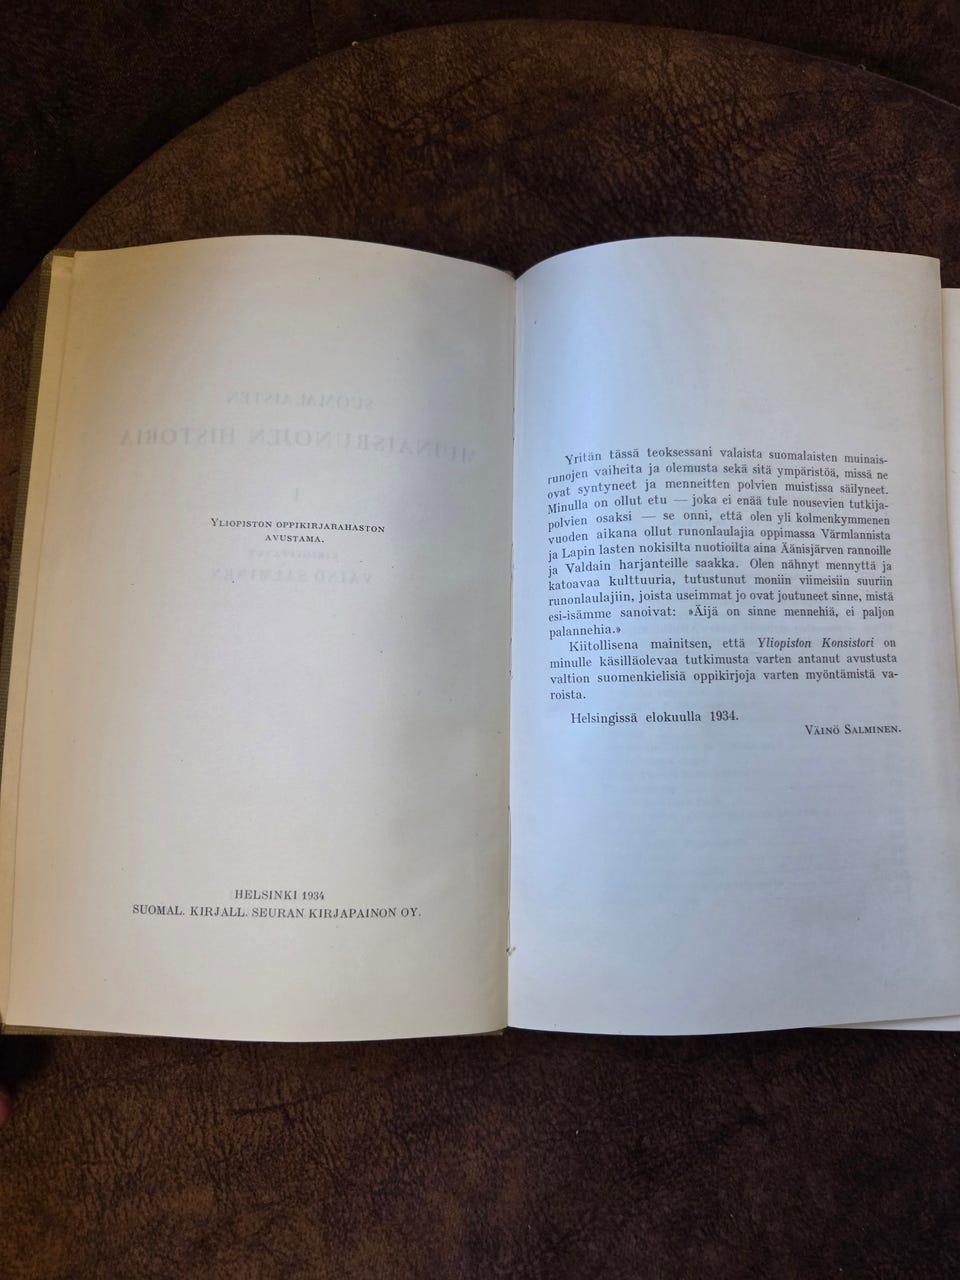 YLIOPISTON OPPIKIRJARAHASTON
AVUSTAMA.
HELSINKI 1934
SUOMAL. KIRJALL. SEURAN KIRJAPAINON OY.
Yritän tässä teoksessani valaista suomalaisten muinais-
runojen vaiheita ja olemusta sekä sitä ympäristöä, missä ne
ovat syntyneet ja menneitten polvien muistissa säilyneet.
Minulla on ollut etu — joka ei enää tule nousevien tutkija-
polvien osaksi — se onni, että olen yli kolmenkymmenen
vuoden aikana ollut runonlaulajia oppimassa Värmlannista
ja Lapin lasten nokisilta nuotioilta aina Äänisjärven rannoille
ja Valdain harjanteille saakka. Olen nähnyt mennyttä ja
katoavaa kulttuuria, tutustunut moniin viimeisiin suuriin
runonlaulajiin, joista useimmat jo ovat joutuneet sinne, mistä
esi-isämme sanoivat: »Äijä on sinne mennehiä, ei paljon
palannehia.»
Kiitollisena mainitsen, että Yliopiston Konsistori on
minulle käsilläolevaa tutkimusta varten antanut avustusta
valtion suomenkielisiä oppikirjoja varten myöntämistä va-
roista.
Helsingissä elokuulla 1934.
VÄINÖ SALMINEN.